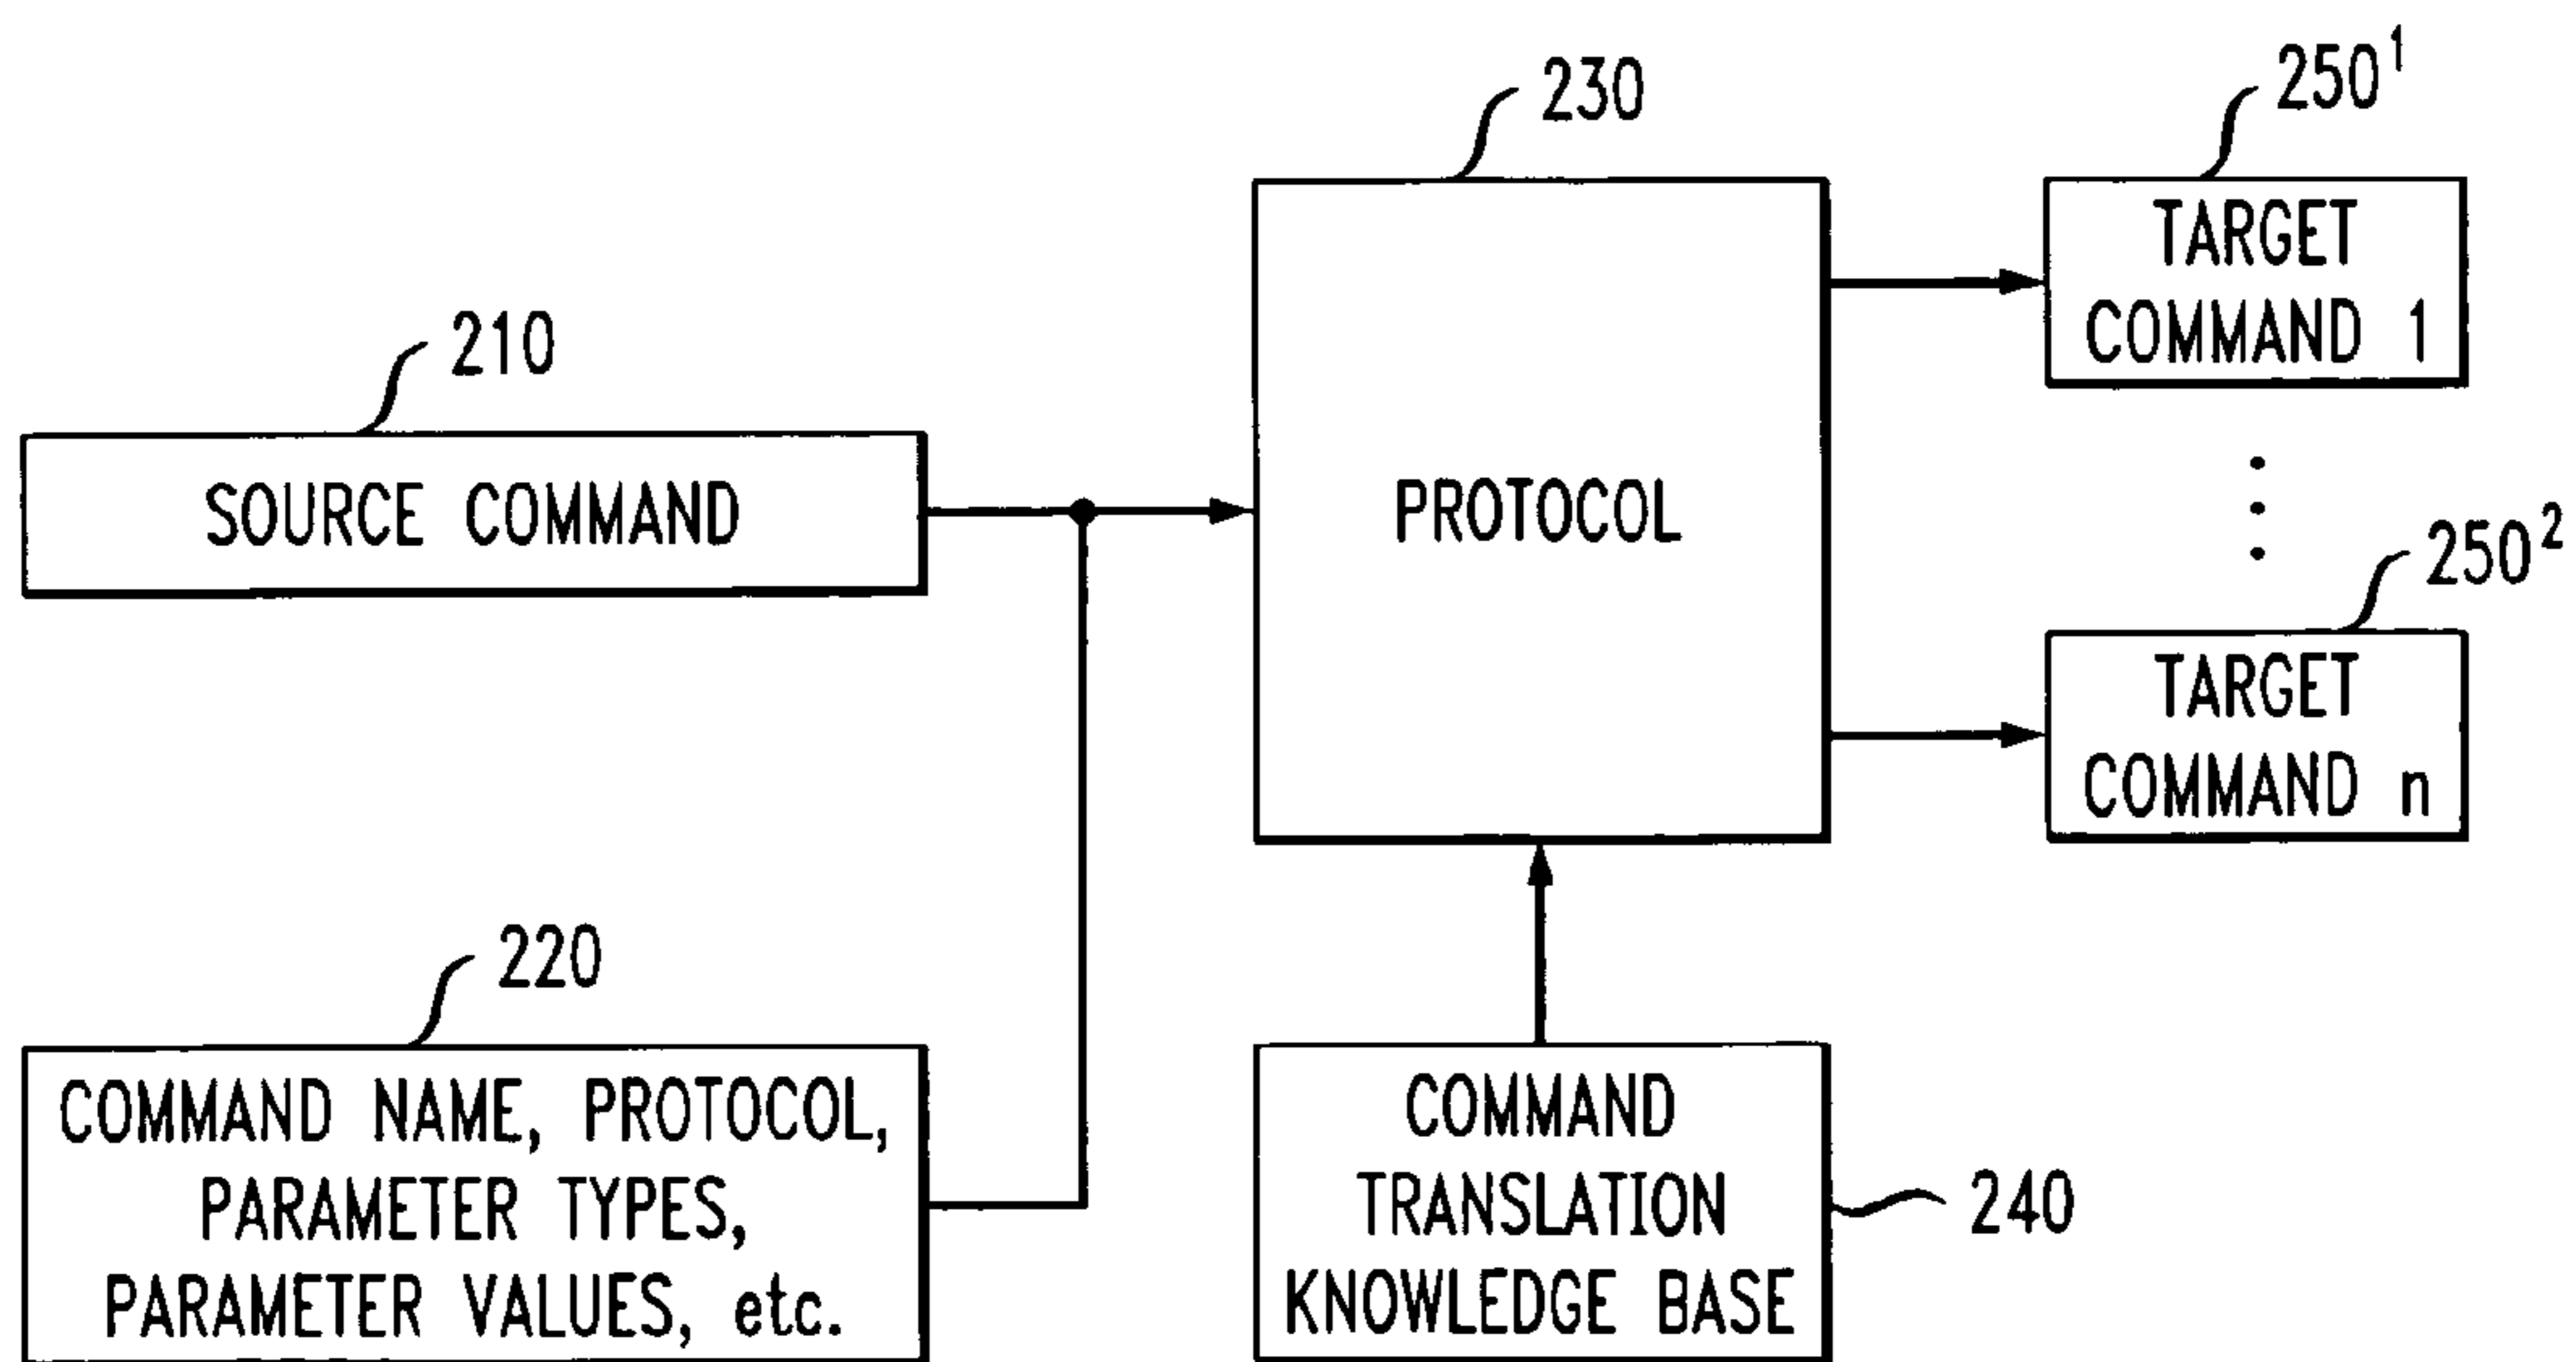 250¹
230
TARGET
COMMAND 1
210
SOURCE COMMAND
PROTOCOL
250²
TARGET
COMMAND n
220
COMMAND NAME, PROTOCOL,
PARAMETER TYPES,
PARAMETER VALUES, etc.
COMMAND
TRANSLATION
KNOWLEDGE BASE
240